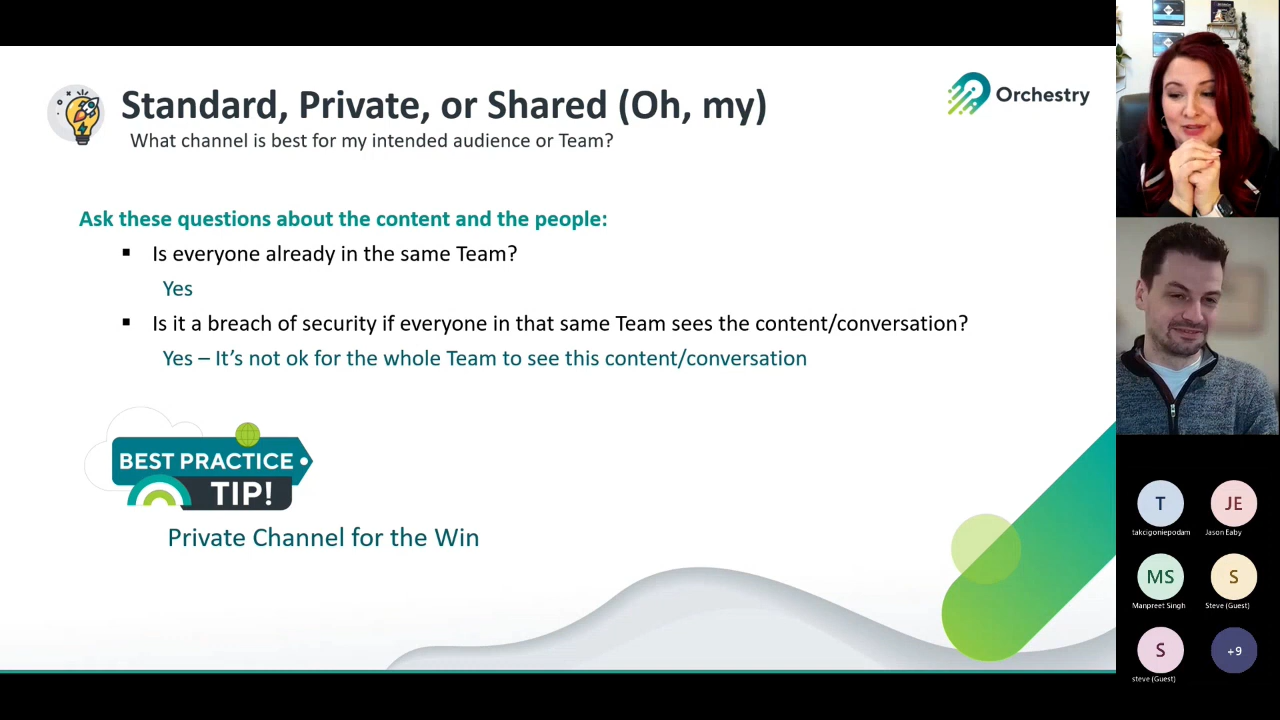 Standard, Private, or Shared (Oh, my)
What channel is best for my intended audience or Team?
Orchestry
Ask these questions about the content and the people:
Is everyone already in the same Team?
Yes
Is it a breach of security if everyone in that same Team sees the content/conversation?
Yes – It's not ok for the whole Team to see this content/conversation
BEST PRACTICE
TIP!
Private Channel for the Win
T
JE
takcigoniepodam
Jason Eaby
MS
S
Manpreet Singh
Steve (Guest)
S
+9
steve (Guest)